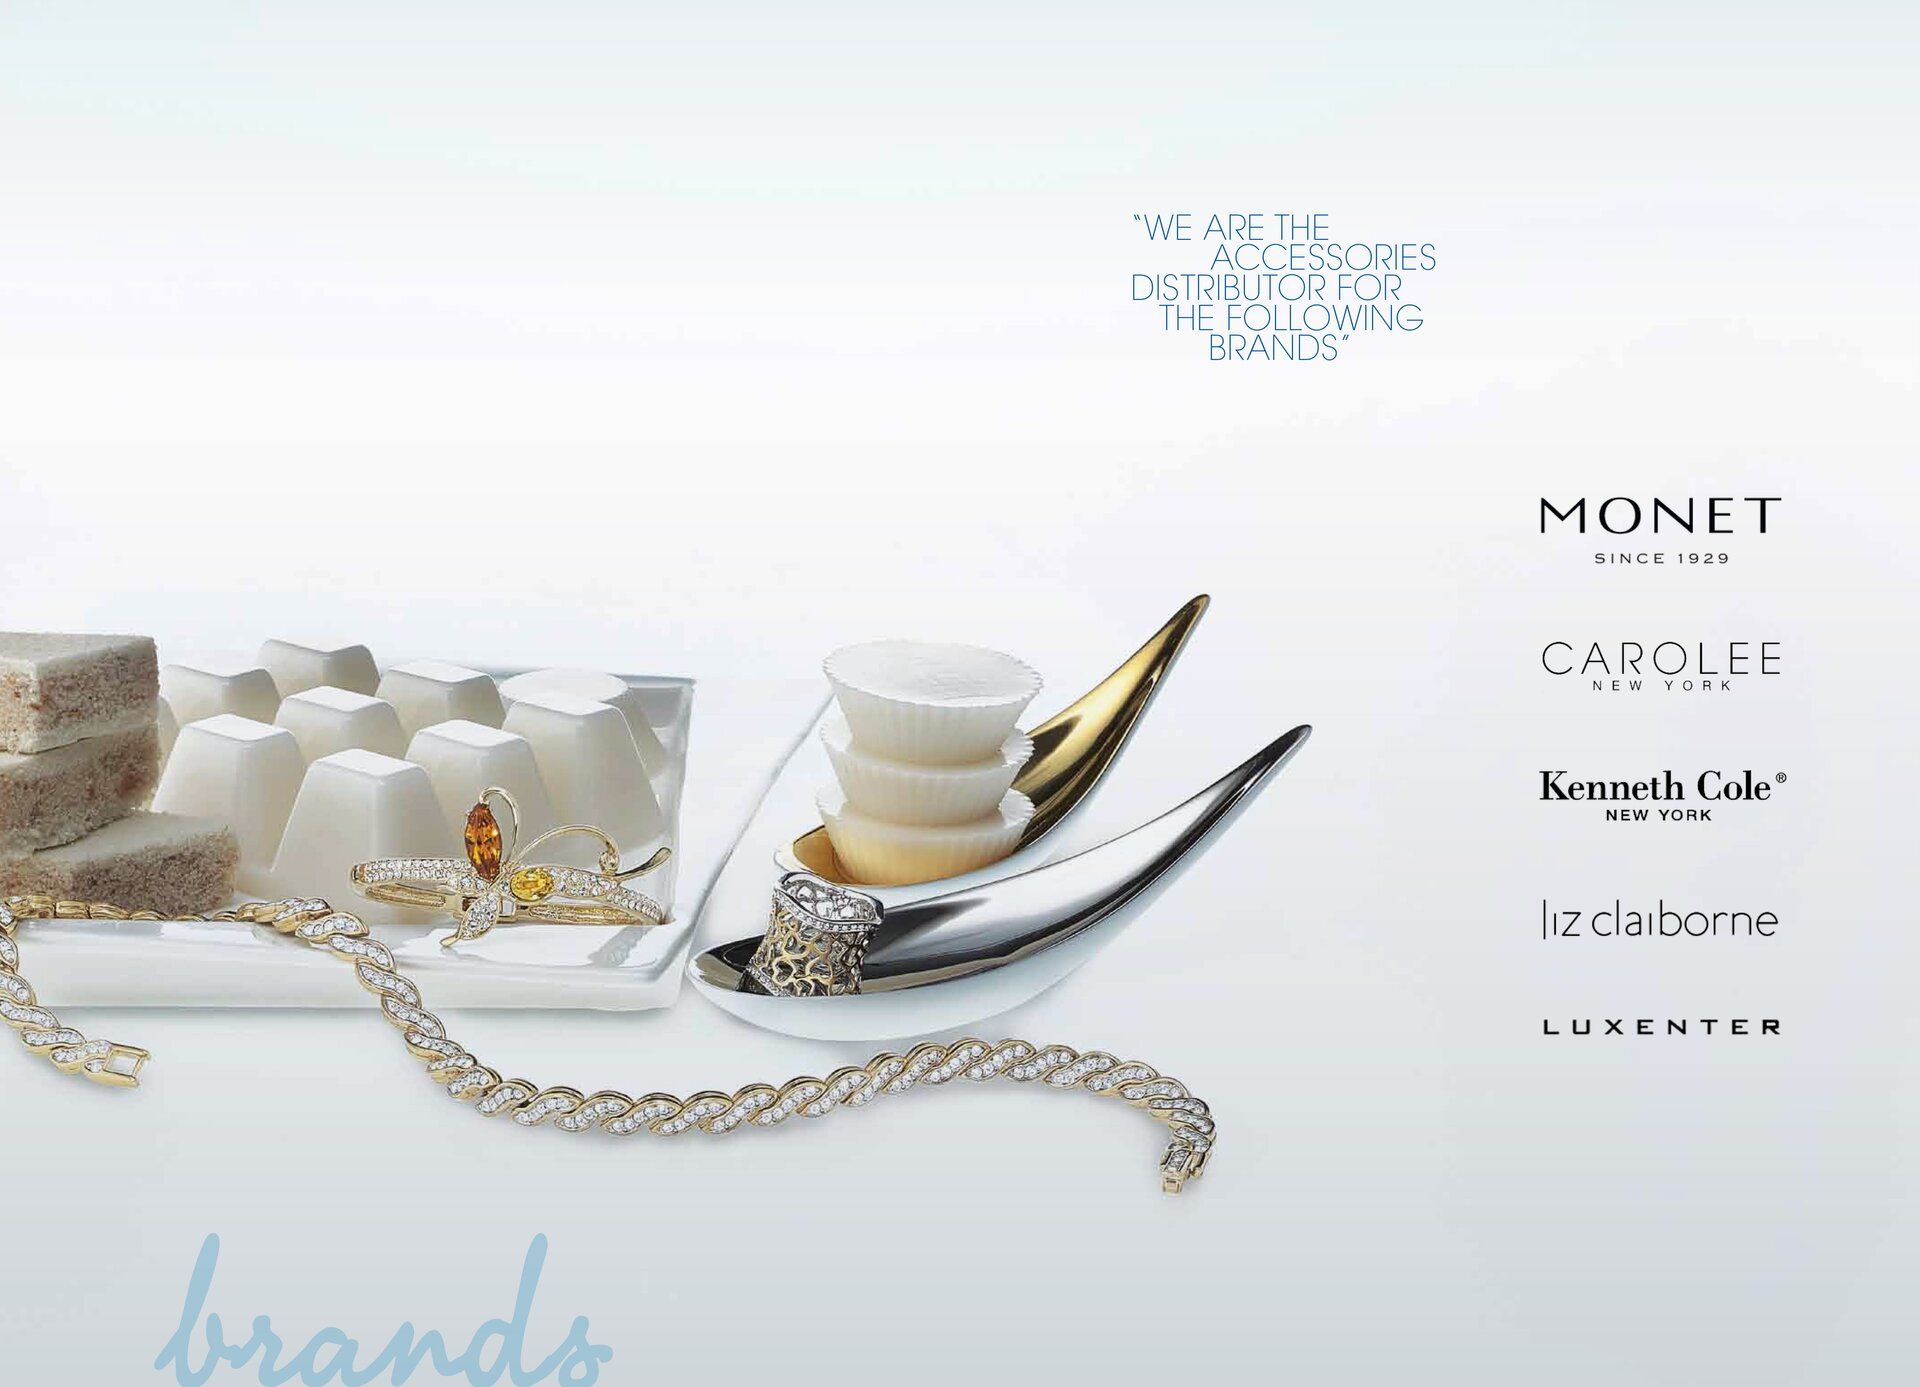 “WE ARE THE
ACCESSORIES
DISTRIBUTOR FOR
THE FOLLOWING
BRANDS”
MONET
SINCE 1929
CAROLEE
NEW YORK
Kenneth Cole®
NEW YORK
liz claiborne
LUXENTER
brands